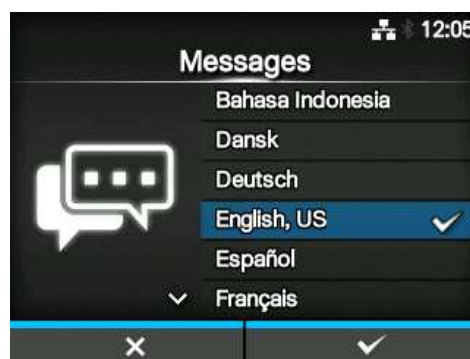 12:05
Messages
Bahasa Indonesia
Dansk
Deutsch
English, US
Español
Français